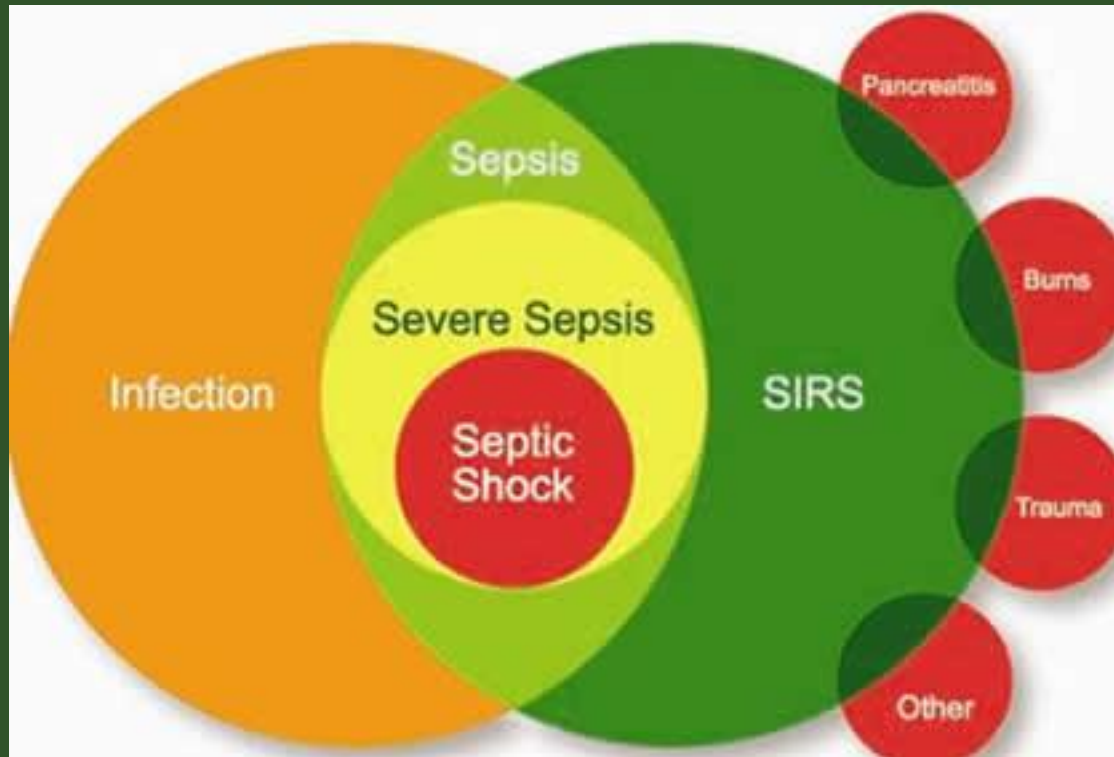 Pancreatitis
Sepsis
Burns
Severe Sepsis
Infection
SIRS
Septic
Shock
Trauma
Other